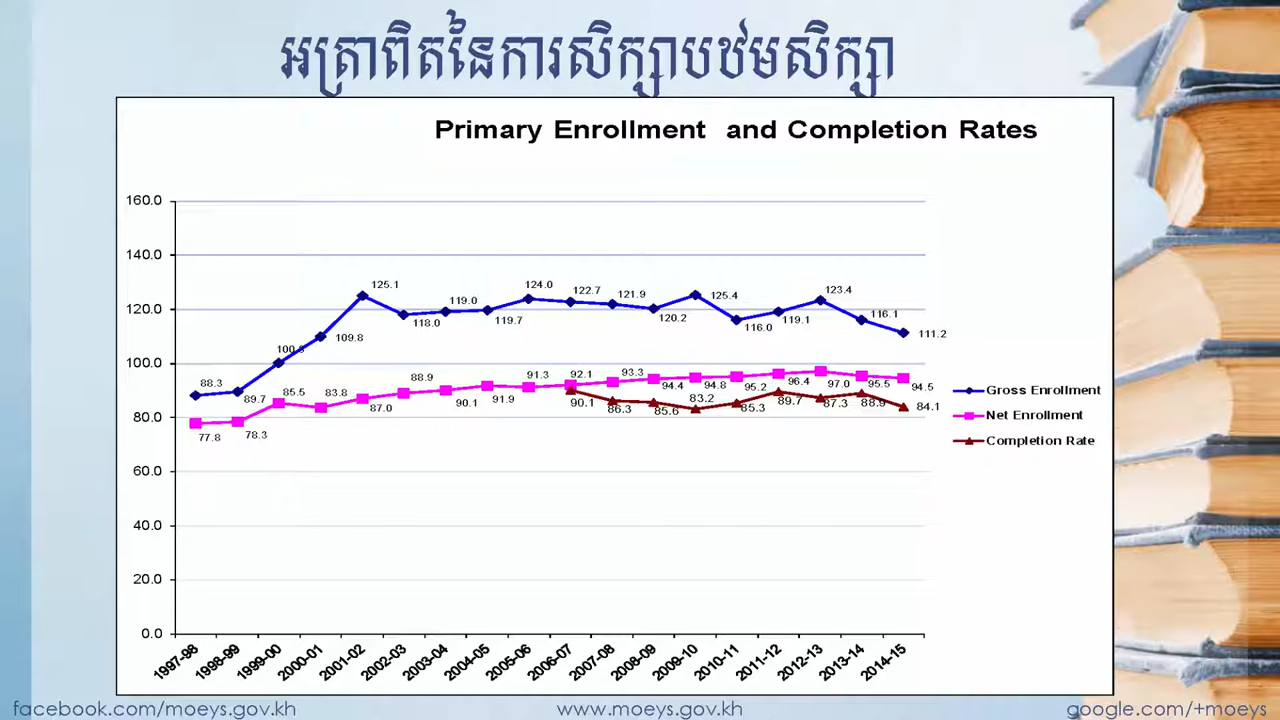 អត្រាពិតនៃការសិក្សាបឋមសិក្សា
Primary Enrollment and Completion Rates
160.0
140.0
120.0
100.0
80.0
60.0
40.0
20.0
0.0
88.3 89.7 109.8 125.1 118.0 119.0 119.7 124.0 122.7 121.9 120.2 125.4 116.0 119.1 123.4 116.1 111.2
77.8 78.3 85.5 83.8 87.0 88.9 90.1 91.9 91.3 92.1 93.3 94.4 94.8 95.2 96.4 97.0 95.5 94.5
90.1 86.3 85.6 83.2 85.3 89.7 87.3 88.9 84.1
Gross Enrollment
Net Enrollment
Completion Rate
1997-98 1998-99 1999-00 2000-01 2001-02 2002-03 2003-04 2004-05 2005-06 2006-07 2007-08 2008-09 2009-10 2010-11 2011-12 2012-13 2013-14 2014-15
facebook.com/moeys.gov.kh www.moeys.gov.kh google.com/+moeys